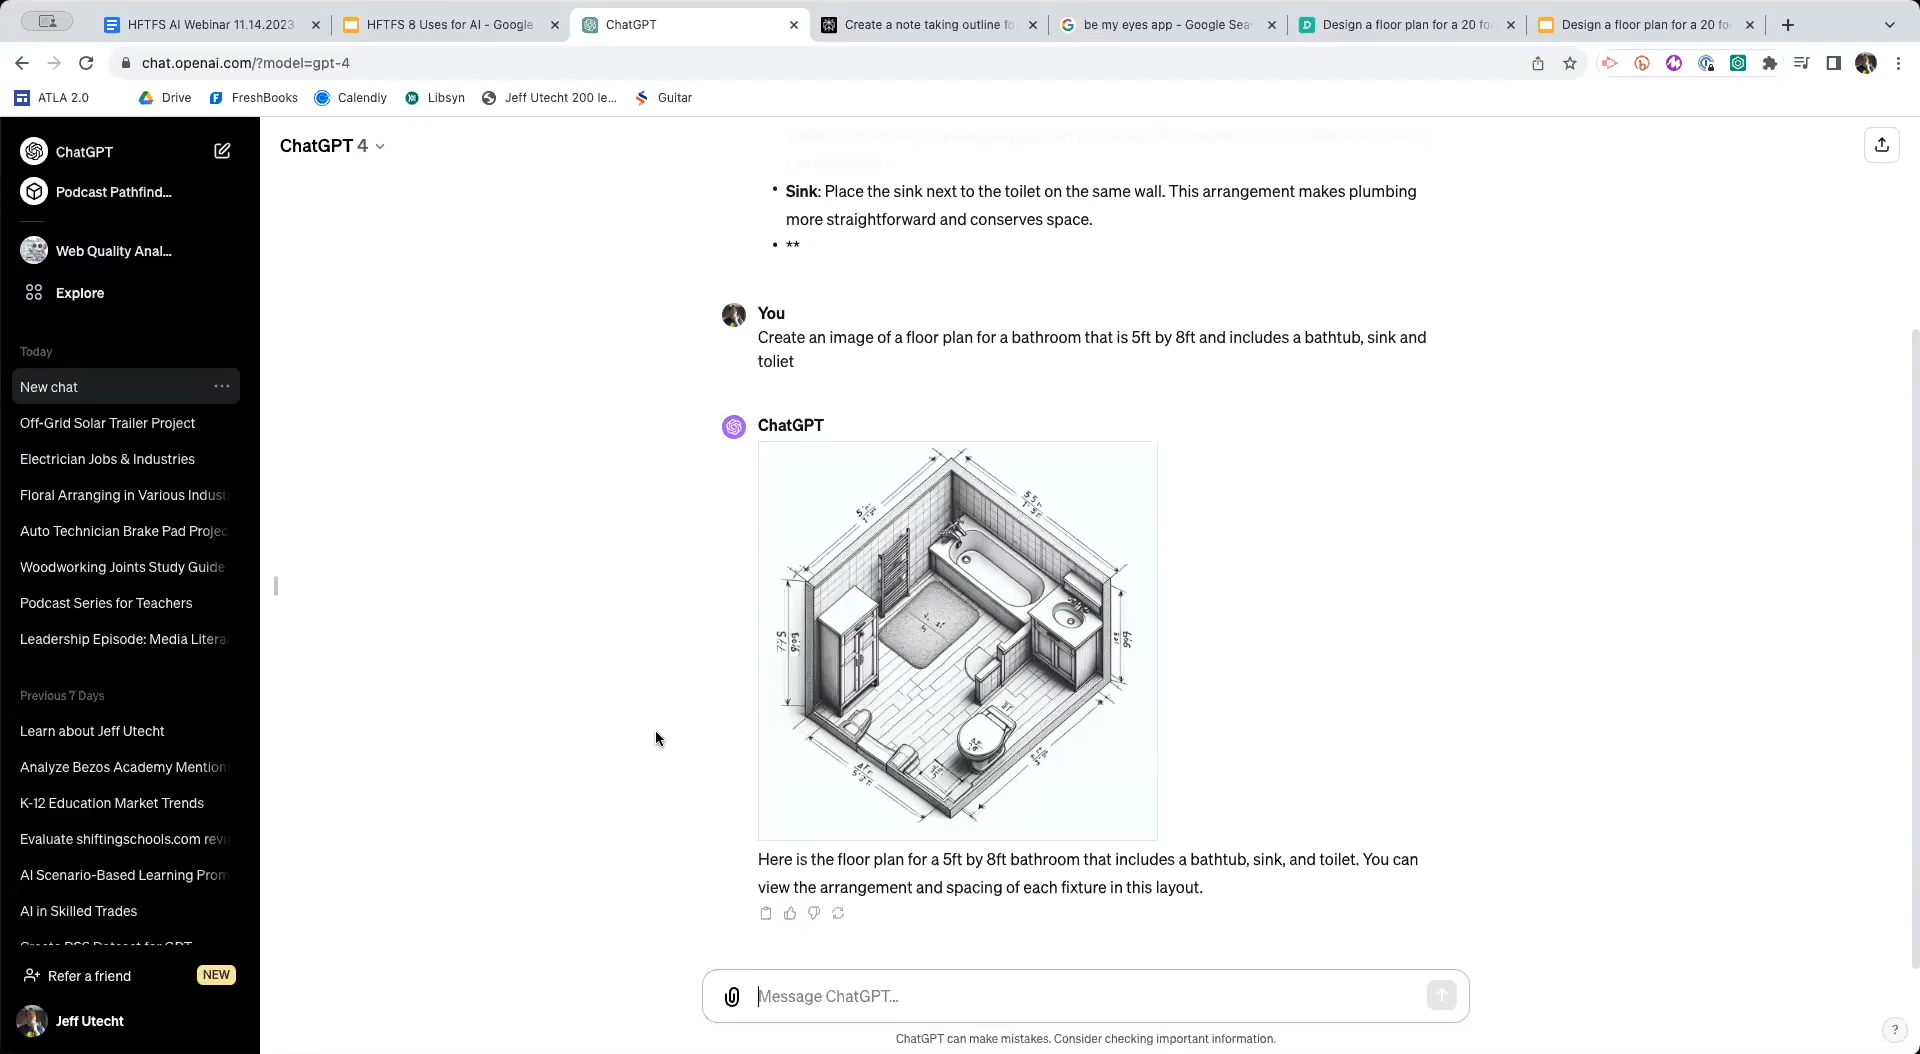 HFTFS AI Webinar 11.14.2023
HFTFS 8 Uses for AI - Google
ChatGPT
Create a note taking outline fo
be my eyes app - Google Sea
Design a floor plan for a 20 fo
Design a floor plan for a 20 fo
chat.openai.com/?model=gpt-4
ATLA 2.0
Drive
FreshBooks
Calendly
Libsyn
Jeff Utecht 200 le...
Guitar
ChatGPT
Podcast Pathfind...
Web Quality Anal...
Explore
Today
New chat
Off-Grid Solar Trailer Project
Electrician Jobs & Industries
Floral Arranging in Various Indust
Auto Technician Brake Pad Projec
Woodworking Joints Study Guide
Podcast Series for Teachers
Leadership Episode: Media Litera
Previous 7 Days
Learn about Jeff Utecht
Analyze Bezos Academy Mention
K-12 Education Market Trends
Evaluate shiftingschools.com revi
AI Scenario-Based Learning Prom
AI in Skilled Trades
Refer a friend
NEW
Jeff Utecht
ChatGPT 4
• Sink: Place the sink next to the toilet on the same wall. This arrangement makes plumbing
more straightforward and conserves space.
• **
You
Create an image of a floor plan for a bathroom that is 5ft by 8ft and includes a bathtub, sink and
toliet
ChatGPT
Here is the floor plan for a 5ft by 8ft bathroom that includes a bathtub, sink, and toilet. You can
view the arrangement and spacing of each fixture in this layout.
Message ChatGPT...
ChatGPT can make mistakes. Consider checking important information.
?